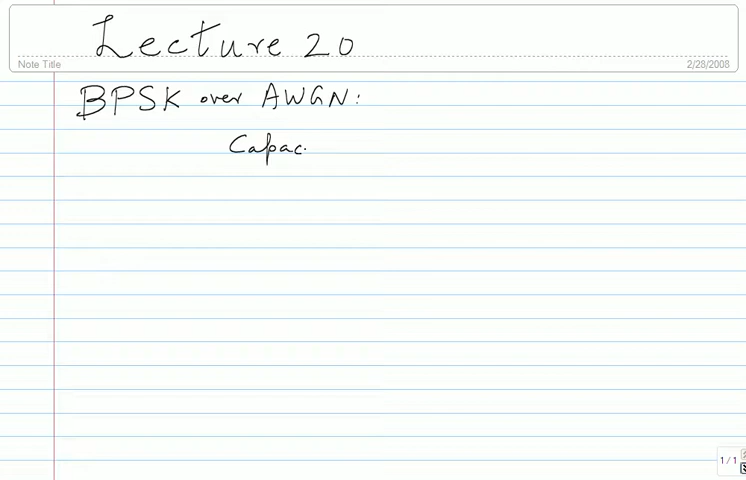 Lecture 20
Note Title
2/28/2008
BPSK over AWGN:
Capac
1/1